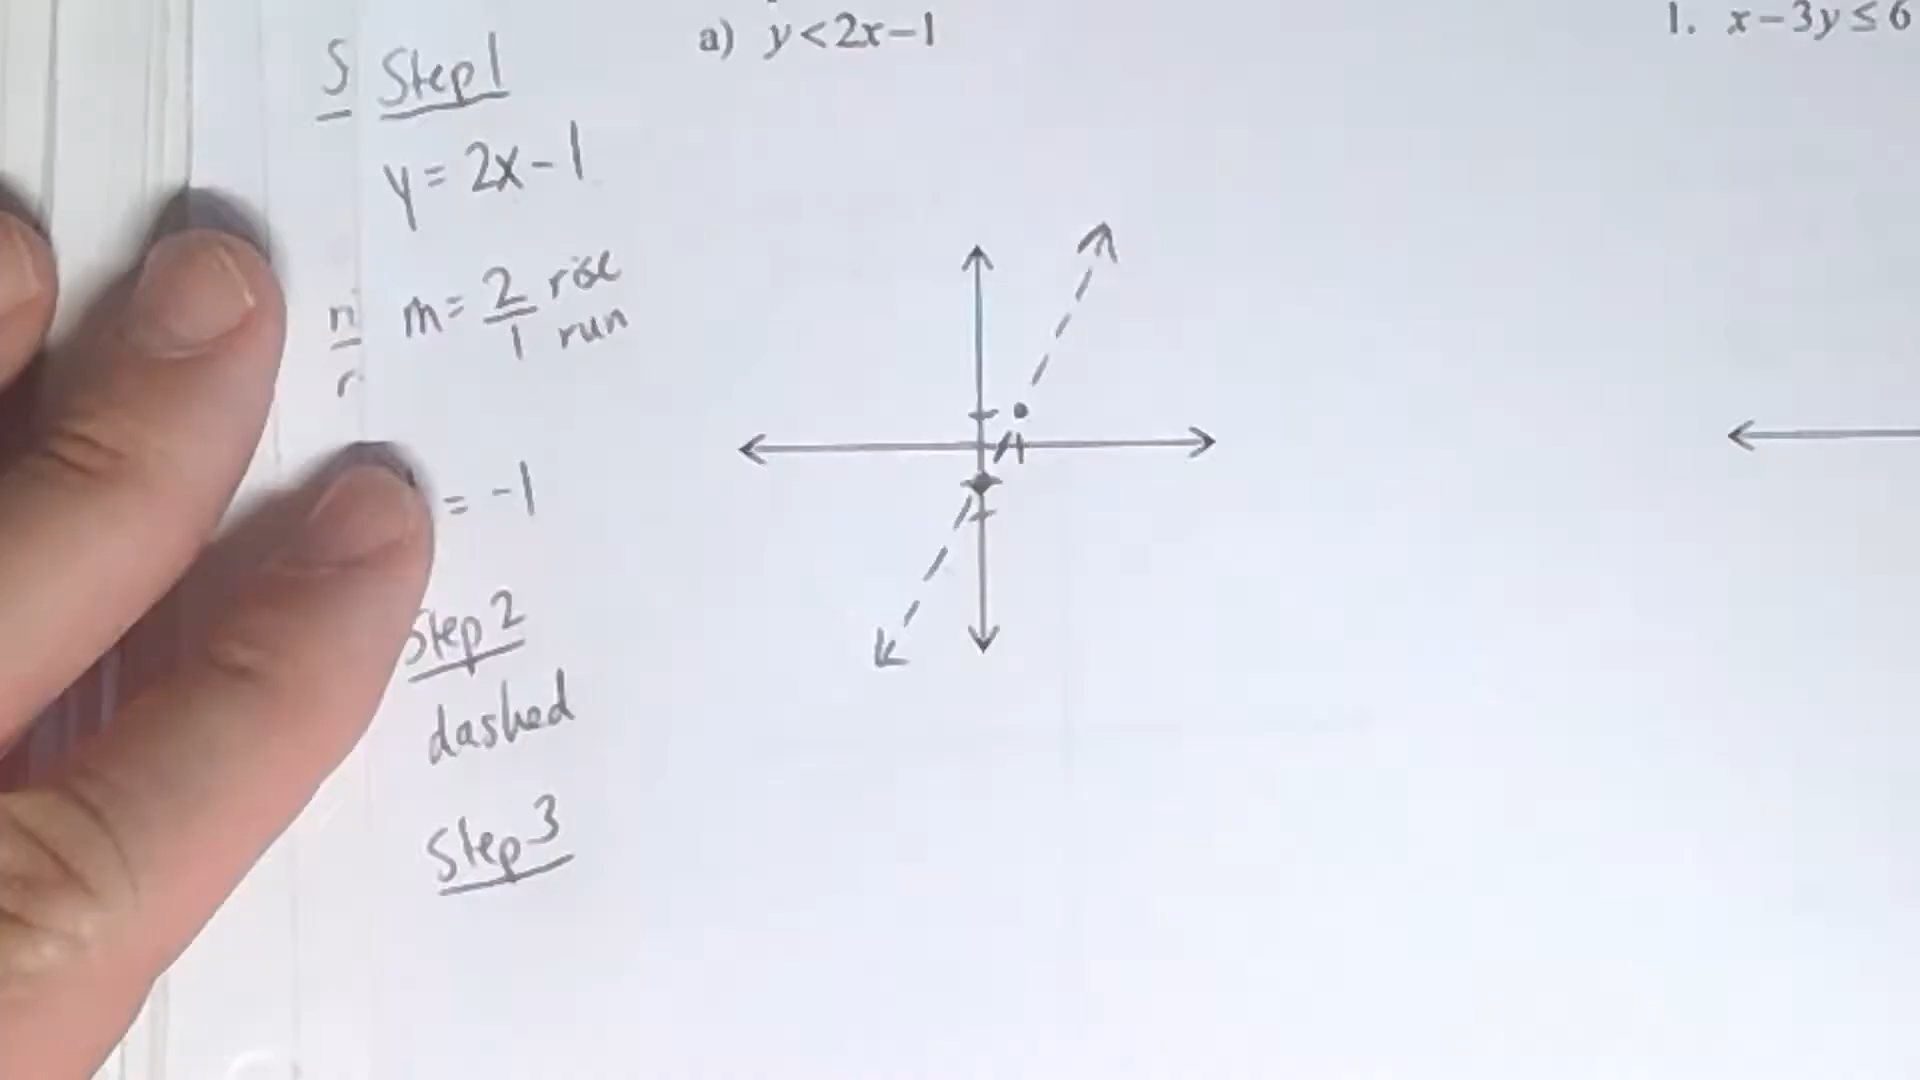 a) y<2x-1
1. x-3y≤6
S Step 1
y = 2x - 1
m = 2/1 rise
run
= -1
Step 2
dashed
Step 3